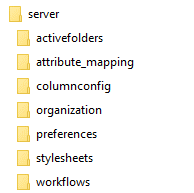 server
activefolders
attribute_mapping
columnconfig
organization
preferences
stylesheets
workflows